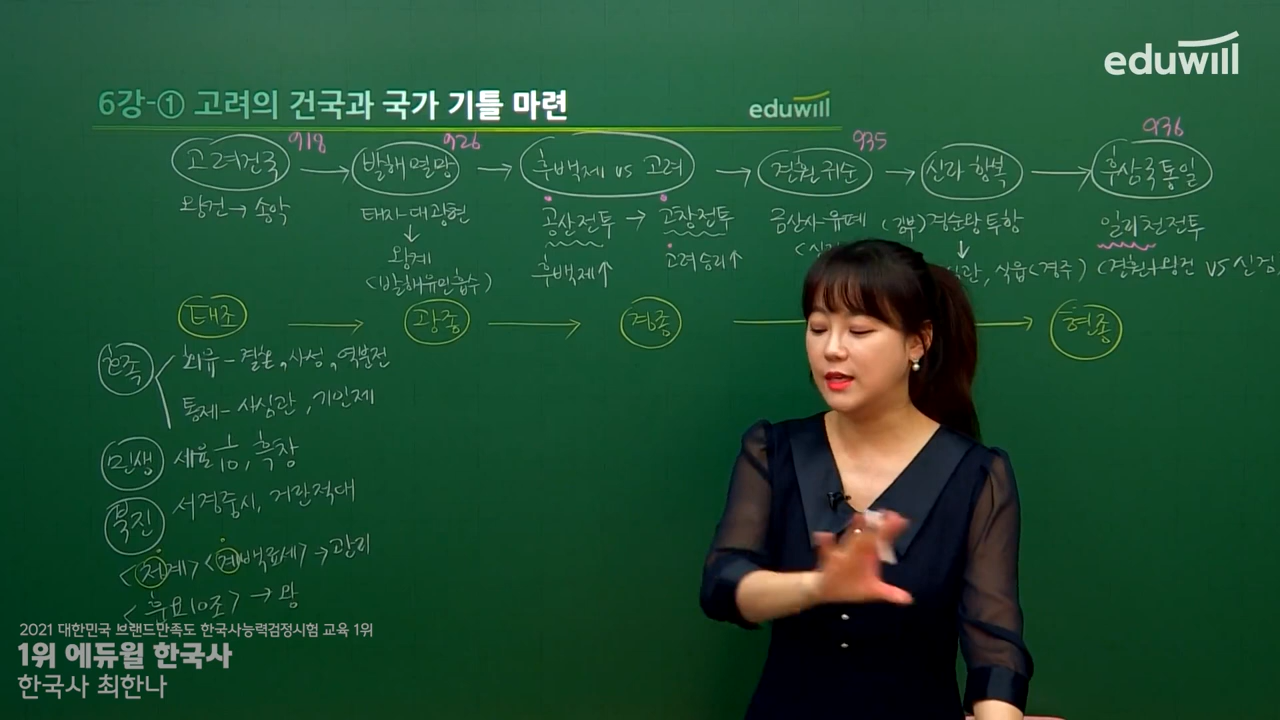 eduwill
6강-① 고려의 건국과 국가 기틀 마련
eduwill
918 926 935 936
고려건국 → 발해멸망 → 후백제 vs 고려 → 견훤귀순 → 신라 항복 → 후삼국통일
왕건 → 송악
태자 대광현
↓
왕계
(발해유민흡수)
공산전투 → 고창전투
후백제↑
고려승리↑
금산사 유폐
(김부) 경순왕 투항
↓
식읍(경주)
일리천전투
(견훤+왕건 VS 신검
태조 → 광종 → 경종 → 현종
호족
회유 - 결혼, 사성, 역분전
통제 - 사심관, 기인제
민생 세율 1/10, 흑창
북진 서경중시, 거란적대
<정계> <계백료서> → 관리
<훈요10조> → 왕
2021 대한민국 브랜드만족도 한국사능력검정시험 교육 1위
1위 에듀윌 한국사
한국사 최한나